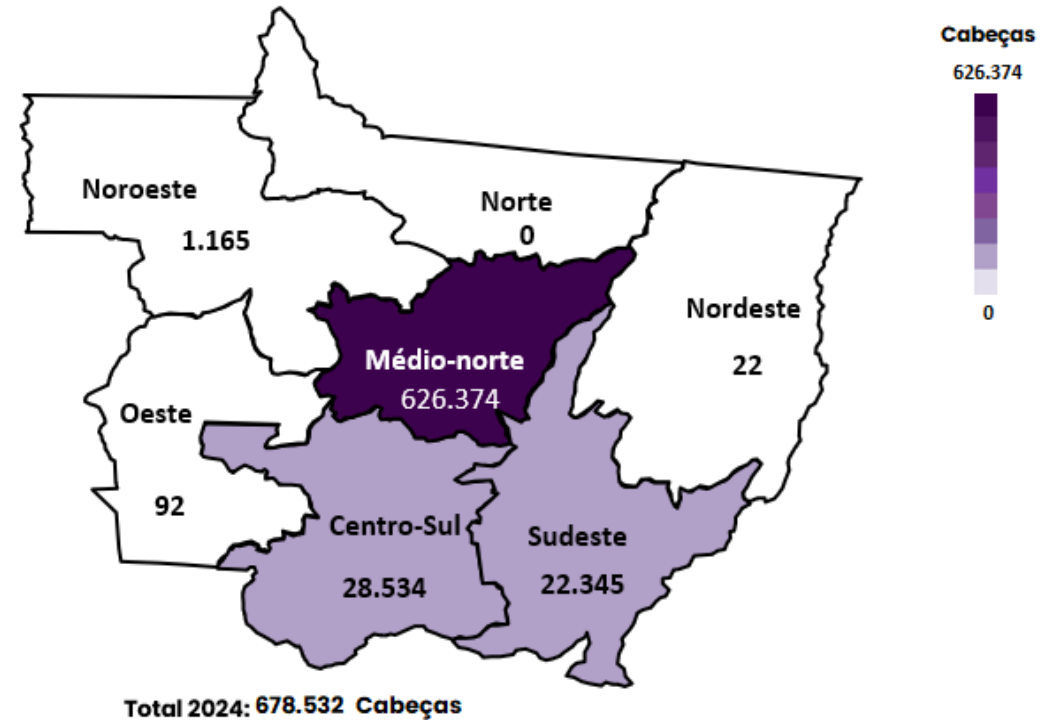 Cabeças
626.374
0
Noroeste
1.165
Norte
0
Nordeste
22
Médio-norte
626.374
Oeste
92
Centro-Sul
28.534
Sudeste
22.345
Total 2024: 678.532 Cabeças